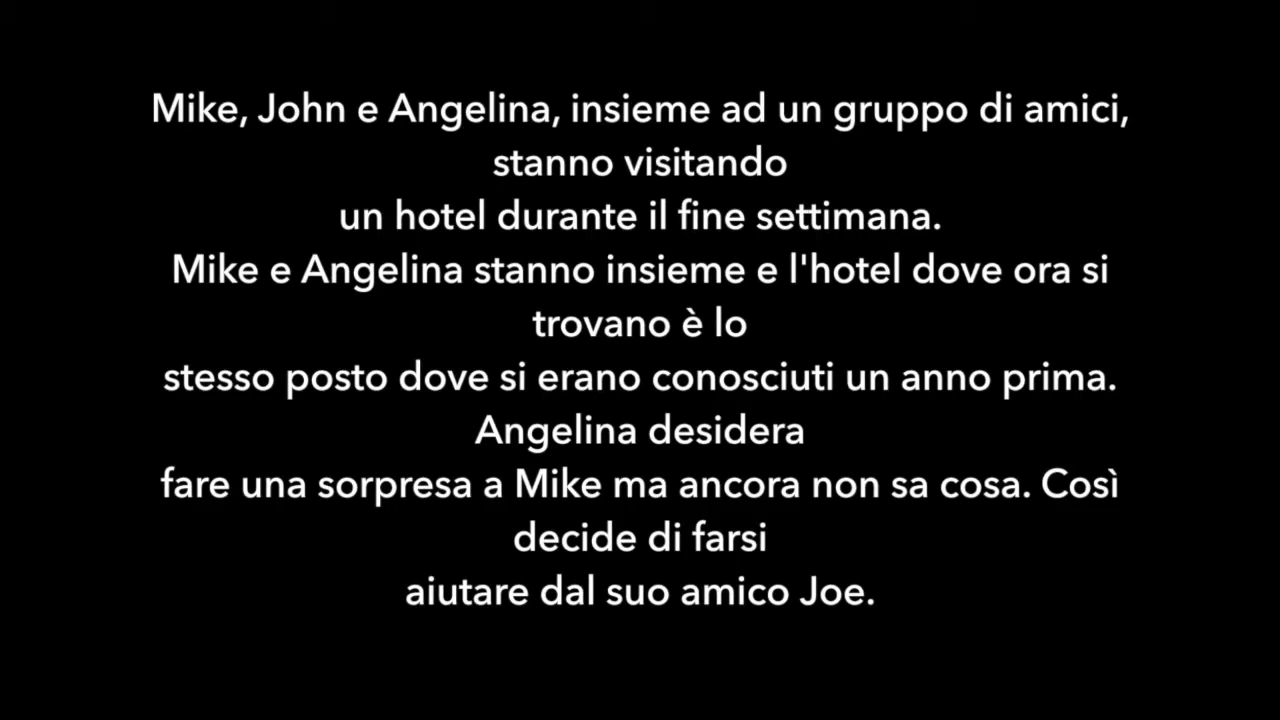 Mike, John e Angelina, insieme ad un gruppo di amici,
stanno visitando
un hotel durante il fine settimana.
Mike e Angelina stanno insieme e l'hotel dove ora si
trovano è lo
stesso posto dove si erano conosciuti un anno prima.
Angelina desidera
fare una sorpresa a Mike ma ancora non sa cosa. Così
decide di farsi
aiutare dal suo amico Joe.